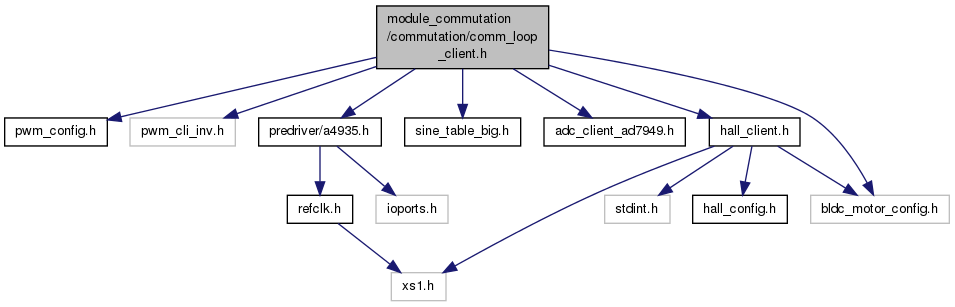 module_commutation
/commutation/comm_loop
_client.h
pwm_config.h
pwm_cli_inv.h
predriver/a4935.h
sine_table_big.h
adc_client_ad7949.h
hall_client.h
refclk.h
ioports.h
stdint.h
hall_config.h
bldc_motor_config.h
xs1.h